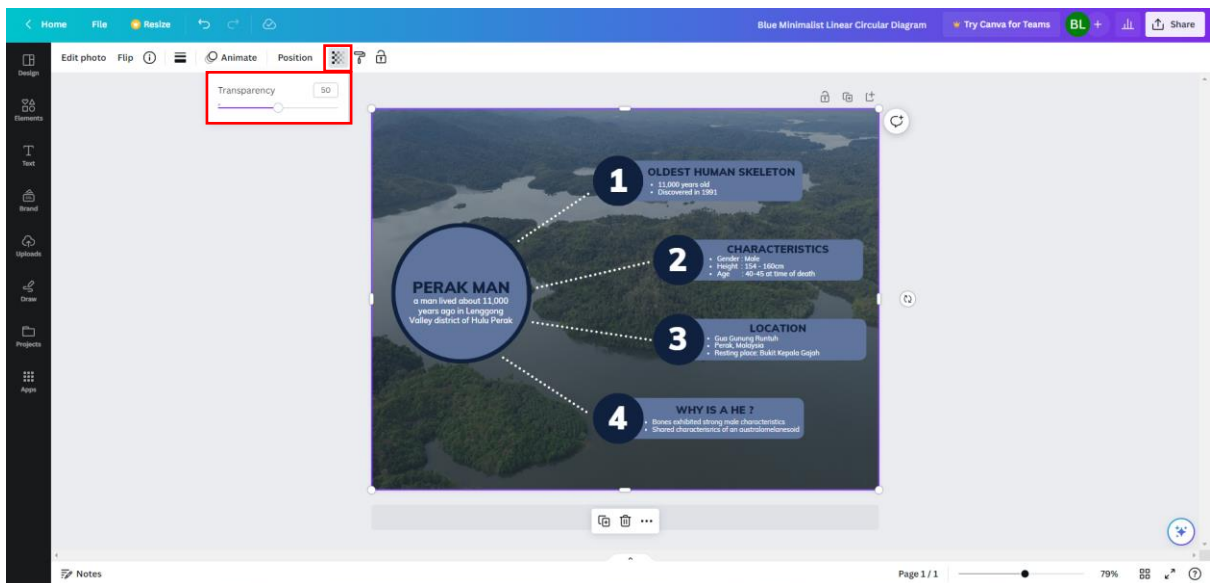 Home File Resize Blue Minimalist Linear Circular Diagram Try Canva for Teams BL + Share
Edit photo Flip Animate Position
Design
Elements
Text
Brand
Uploads
Draw
Projects
Apps
Transparency 50
1 OLDEST HUMAN SKELETON
• 11,000 years old
• Discovered in 1991
2 CHARACTERISTICS
• Gender : Male
• Height : 154 - 160cm
• Age : 40-45 at time of death
PERAK MAN
a man lived about 11,000
years ago in Lenggong
Valley district of Hulu Perak
3 LOCATION
• Gua Gunung Runtuh
• Perak, Malaysia
• Resting place: Bukit Kepala Gajah
4 WHY IS A HE ?
• Bones exhibited strong male characteristics
• Shared characterisrics of an australomelanesoid
Notes Page 1 / 1 79%